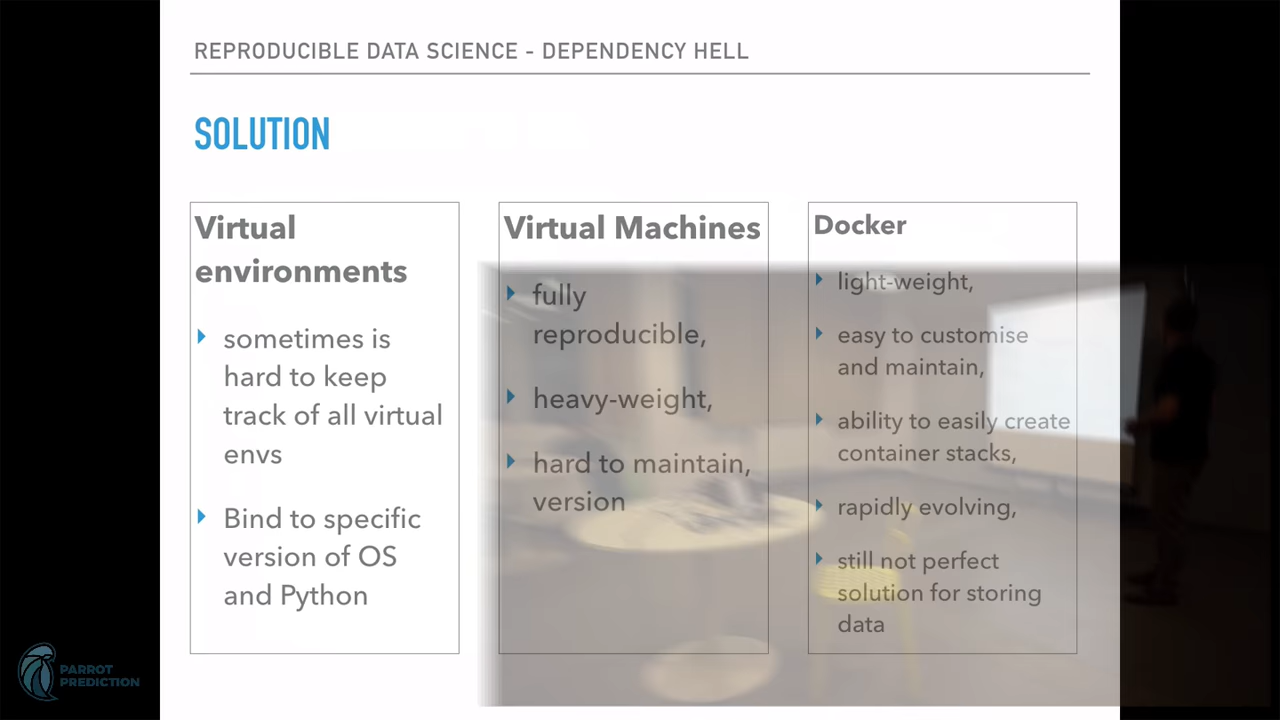 REPRODUCIBLE DATA SCIENCE - DEPENDENCY HELL
SOLUTION
Virtual
environments
sometimes is
hard to keep
track of all virtual
envs
Bind to specific
version of OS
and Python
Virtual Machines
fully
reproducible,
heavy-weight,
hard to maintain,
version
Docker
light-weight,
easy to customise
and maintain,
ability to easily create
container stacks,
rapidly evolving,
still not perfect
solution for storing
data
PARROT
PREDICTION